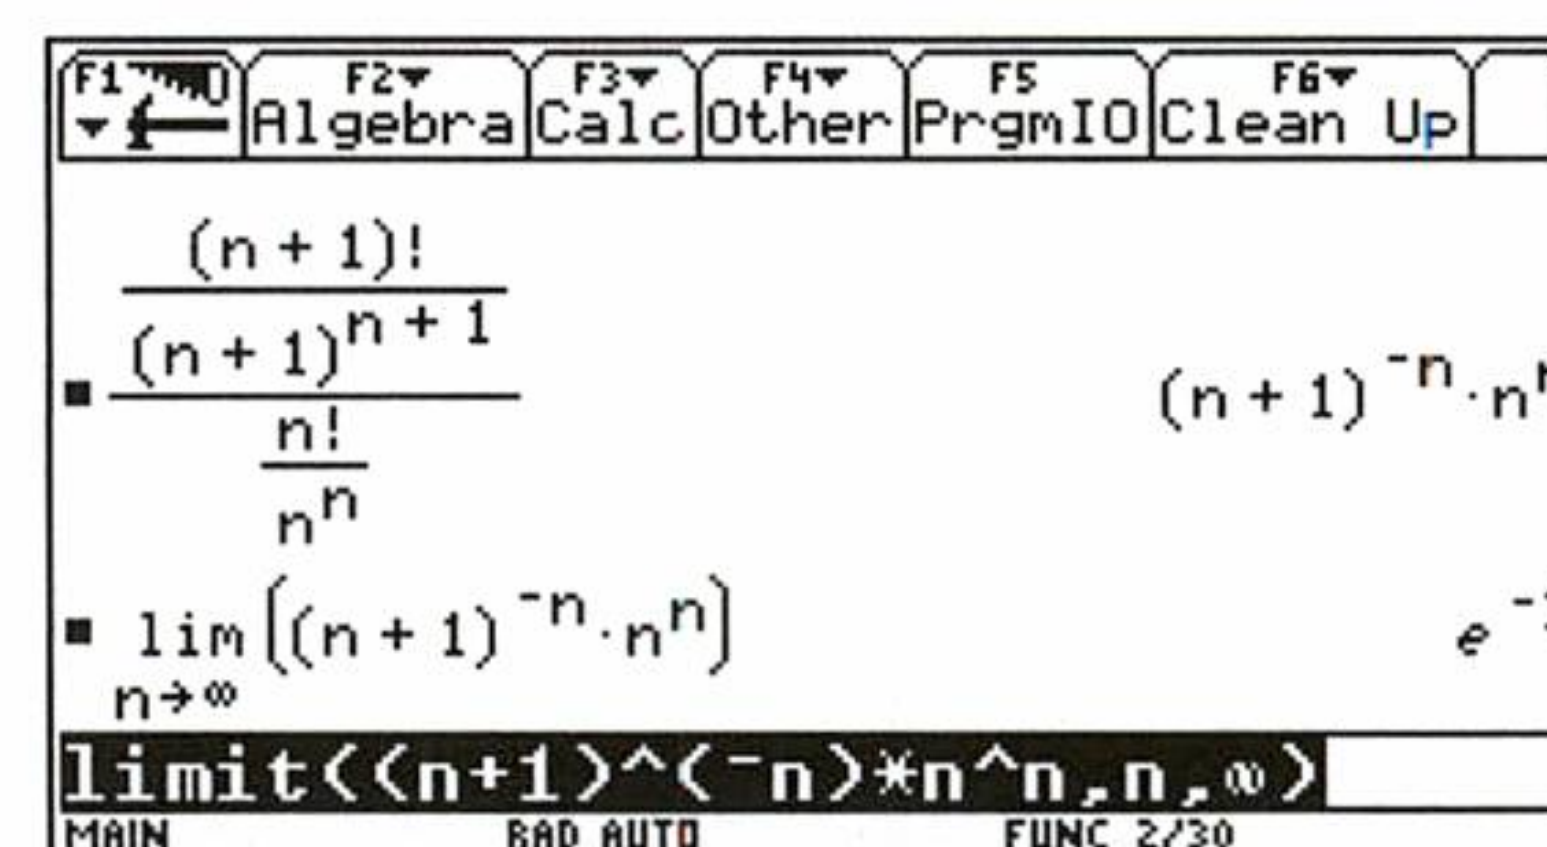 F1 F2 F3 F4 F5 F6
Algebra Calc Other PrgmIO Clean Up
(n + 1)!
(n + 1)^n + 1
n!
n^n
(n + 1)^-n · n
lim((n + 1)^-n · n^n)
n→∞
e^-
limit((n+1)^(-n)*n^n,n,∞)
MAIN RAD AUTO FUNC 2/30